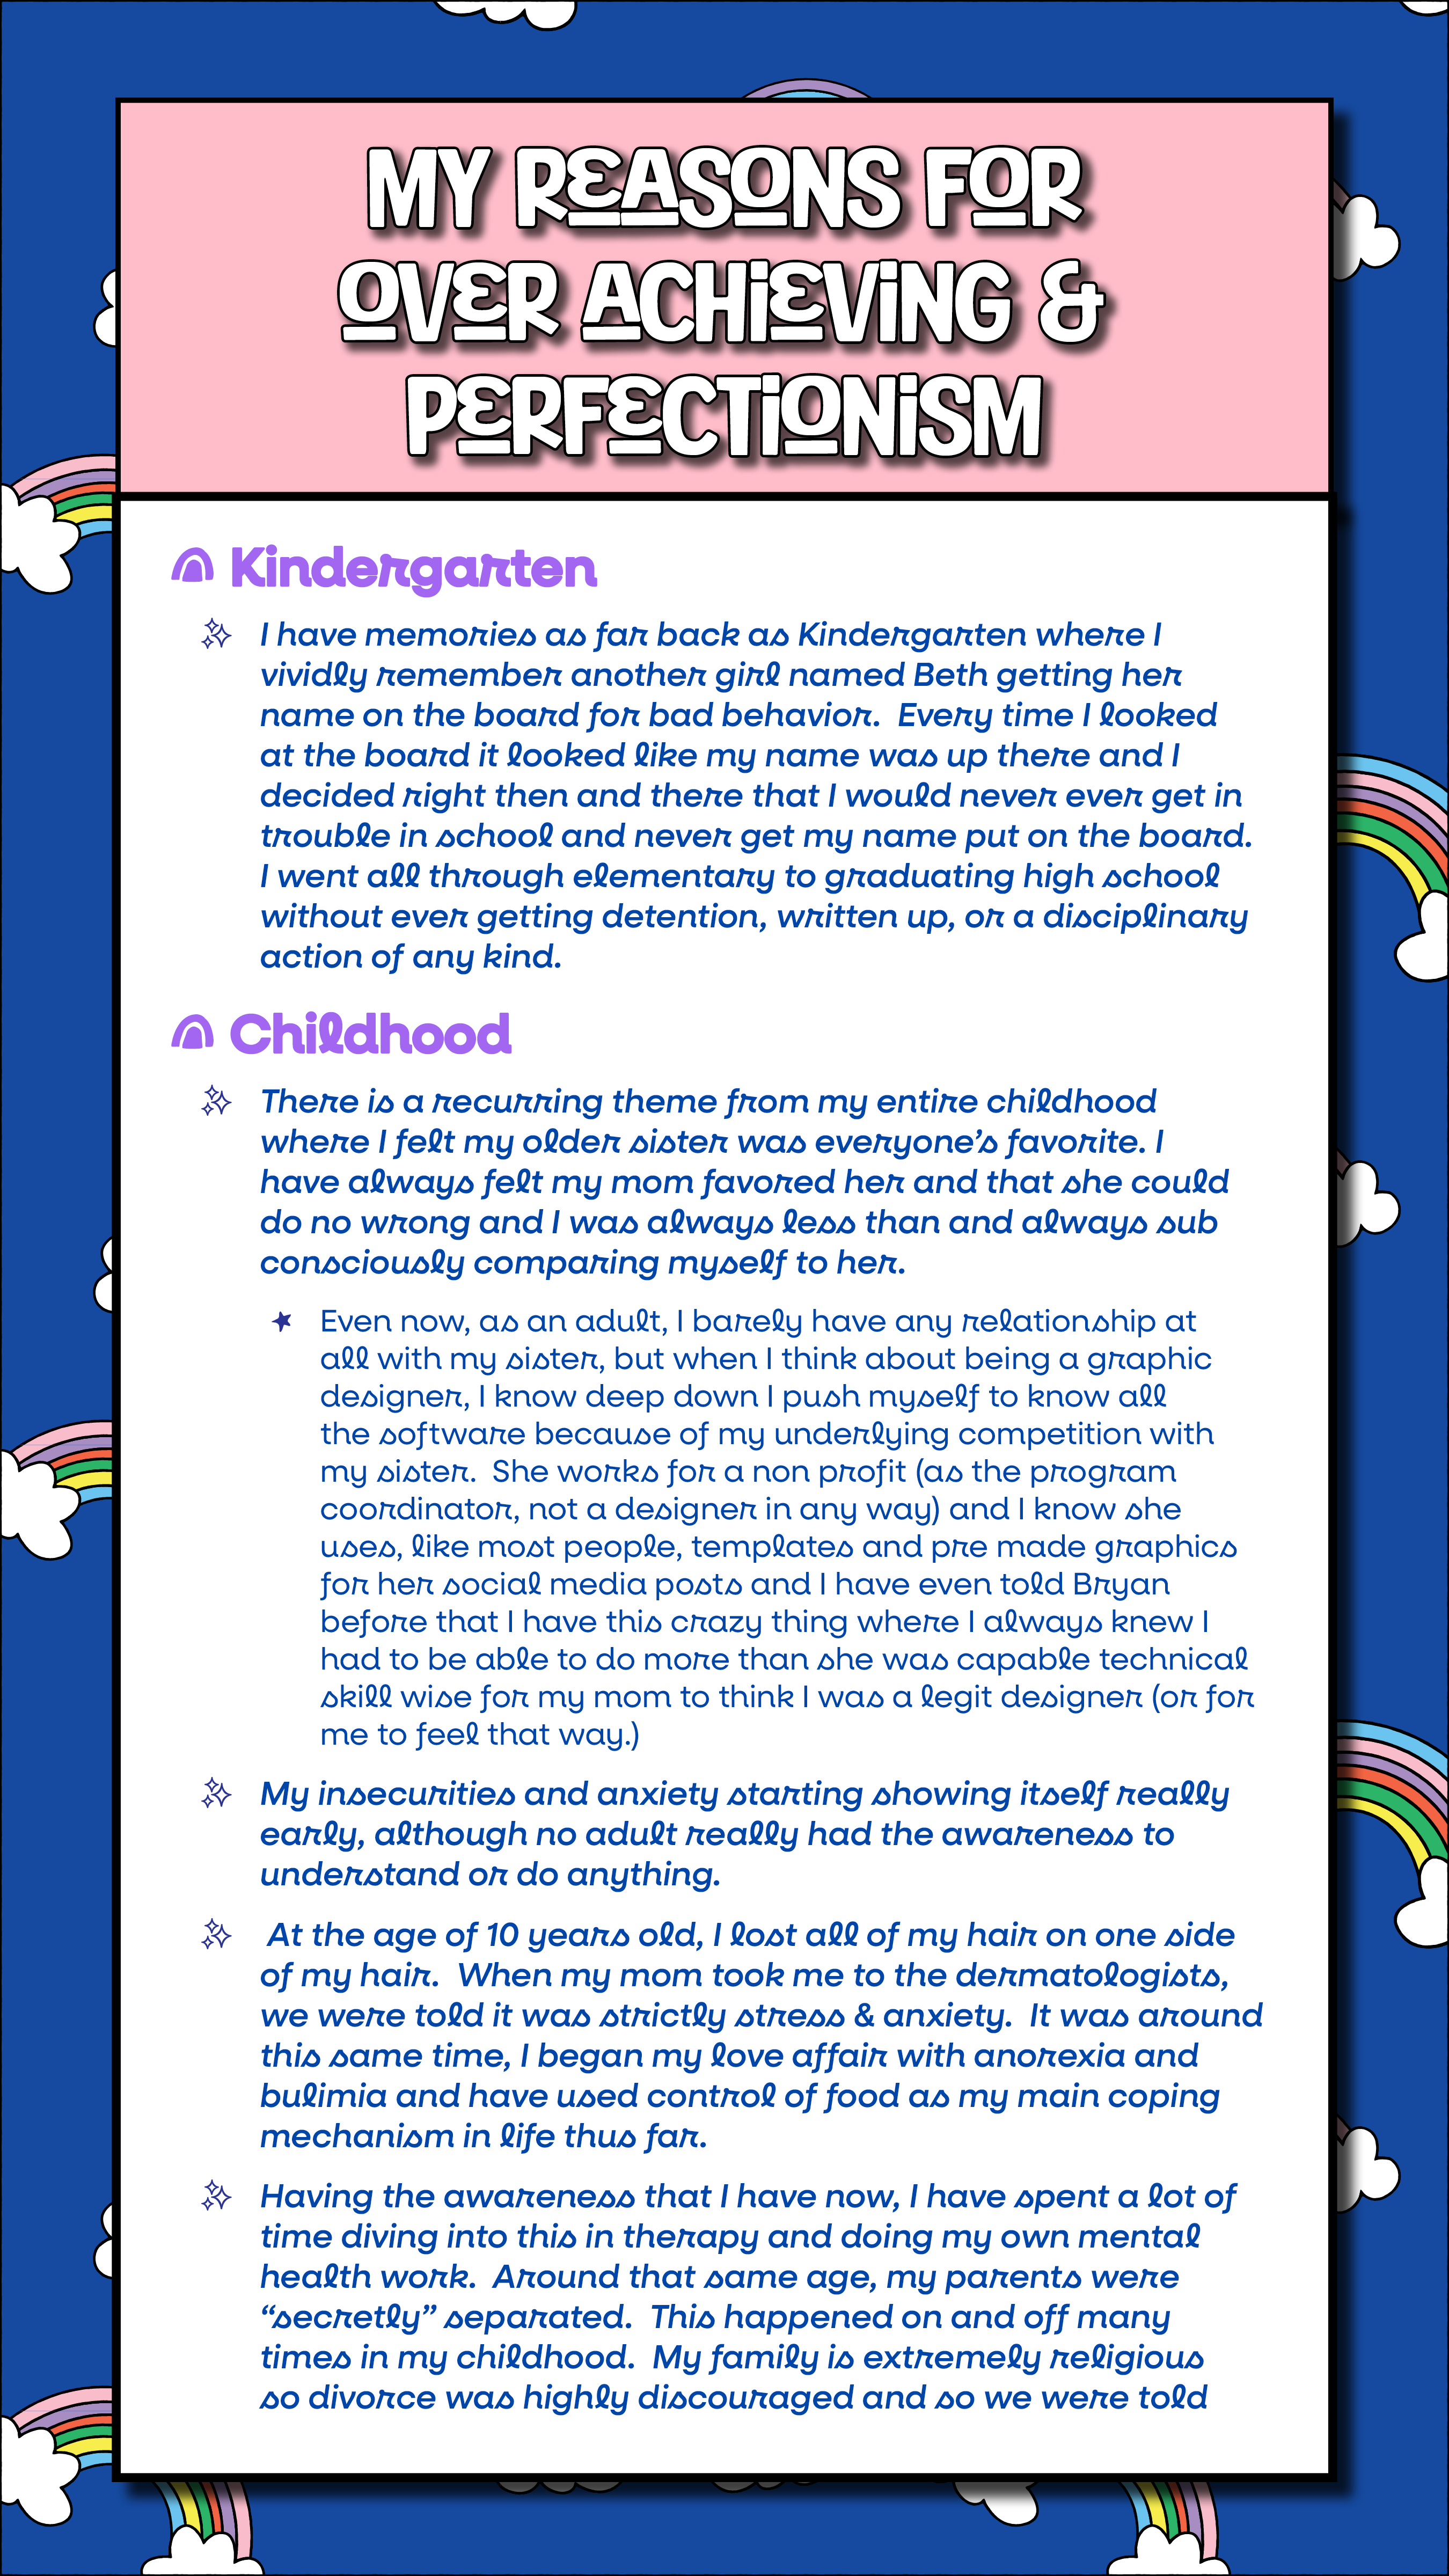 MY REASONS FOR
OVER ACHiEViNG &
PERFECTiONiSM
Kindergarten
I have memories as far back as Kindergarten where I
vividly remember another girl named Beth getting her
name on the board for bad behavior.  Every time I looked
at the board it looked like my name was up there and I
decided right then and there that I would never ever get in
trouble in school and never get my name put on the board.
I went all through elementary to graduating high school
without ever getting detention, written up, or a disciplinary
action of any kind.
Childhood
There is a recurring theme from my entire childhood
where I felt my older sister was everyone’s favorite. I
have always felt my mom favored her and that she could
do no wrong and I was always less than and always sub
consciously comparing myself to her.
Even now, as an adult, I barely have any relationship at
all with my sister, but when I think about being a graphic
designer, I know deep down I push myself to know all
the software because of my underlying competition with
my sister.  She works for a non profit (as the program
coordinator, not a designer in any way) and I know she
uses, like most people, templates and pre made graphics
for her social media posts and I have even told Bryan
before that I have this crazy thing where I always knew I
had to be able to do more than she was capable technical
skill wise for my mom to think I was a legit designer (or for
me to feel that way.)
My insecurities and anxiety starting showing itself really
early, although no adult really had the awareness to
understand or do anything.
At the age of 10 years old, I lost all of my hair on one side
of my hair.  When my mom took me to the dermatologists,
we were told it was strictly stress & anxiety.  It was around
this same time, I began my love affair with anorexia and
bulimia and have used control of food as my main coping
mechanism in life thus far.
Having the awareness that I have now, I have spent a lot of
time diving into this in therapy and doing my own mental
health work.  Around that same age, my parents were
“secretly” separated.  This happened on and off many
times in my childhood.  My family is extremely religious
so divorce was highly discouraged and so we were told